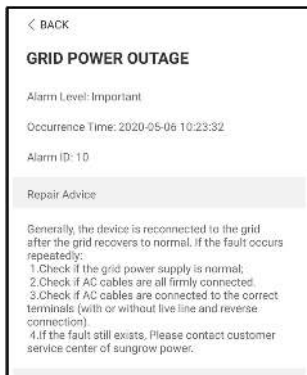 < BACK
GRID POWER OUTAGE
Alarm Level: Important
Occurrence Time: 2020-05-06 10:23:32
Alarm ID: 10
Repair Advice
Generally, the device is reconnected to the grid
after the grid recovers to normal. If the fault occurs
repeatedly:
1.Check if the grid power supply is normal;
2.Check if AC cables are all firmly connected.
3.Check if AC cables are connected to the correct
terminals (with or without live line and reverse
connection).
4.If the fault still exists, Please contact customer
service center of sungrow power.